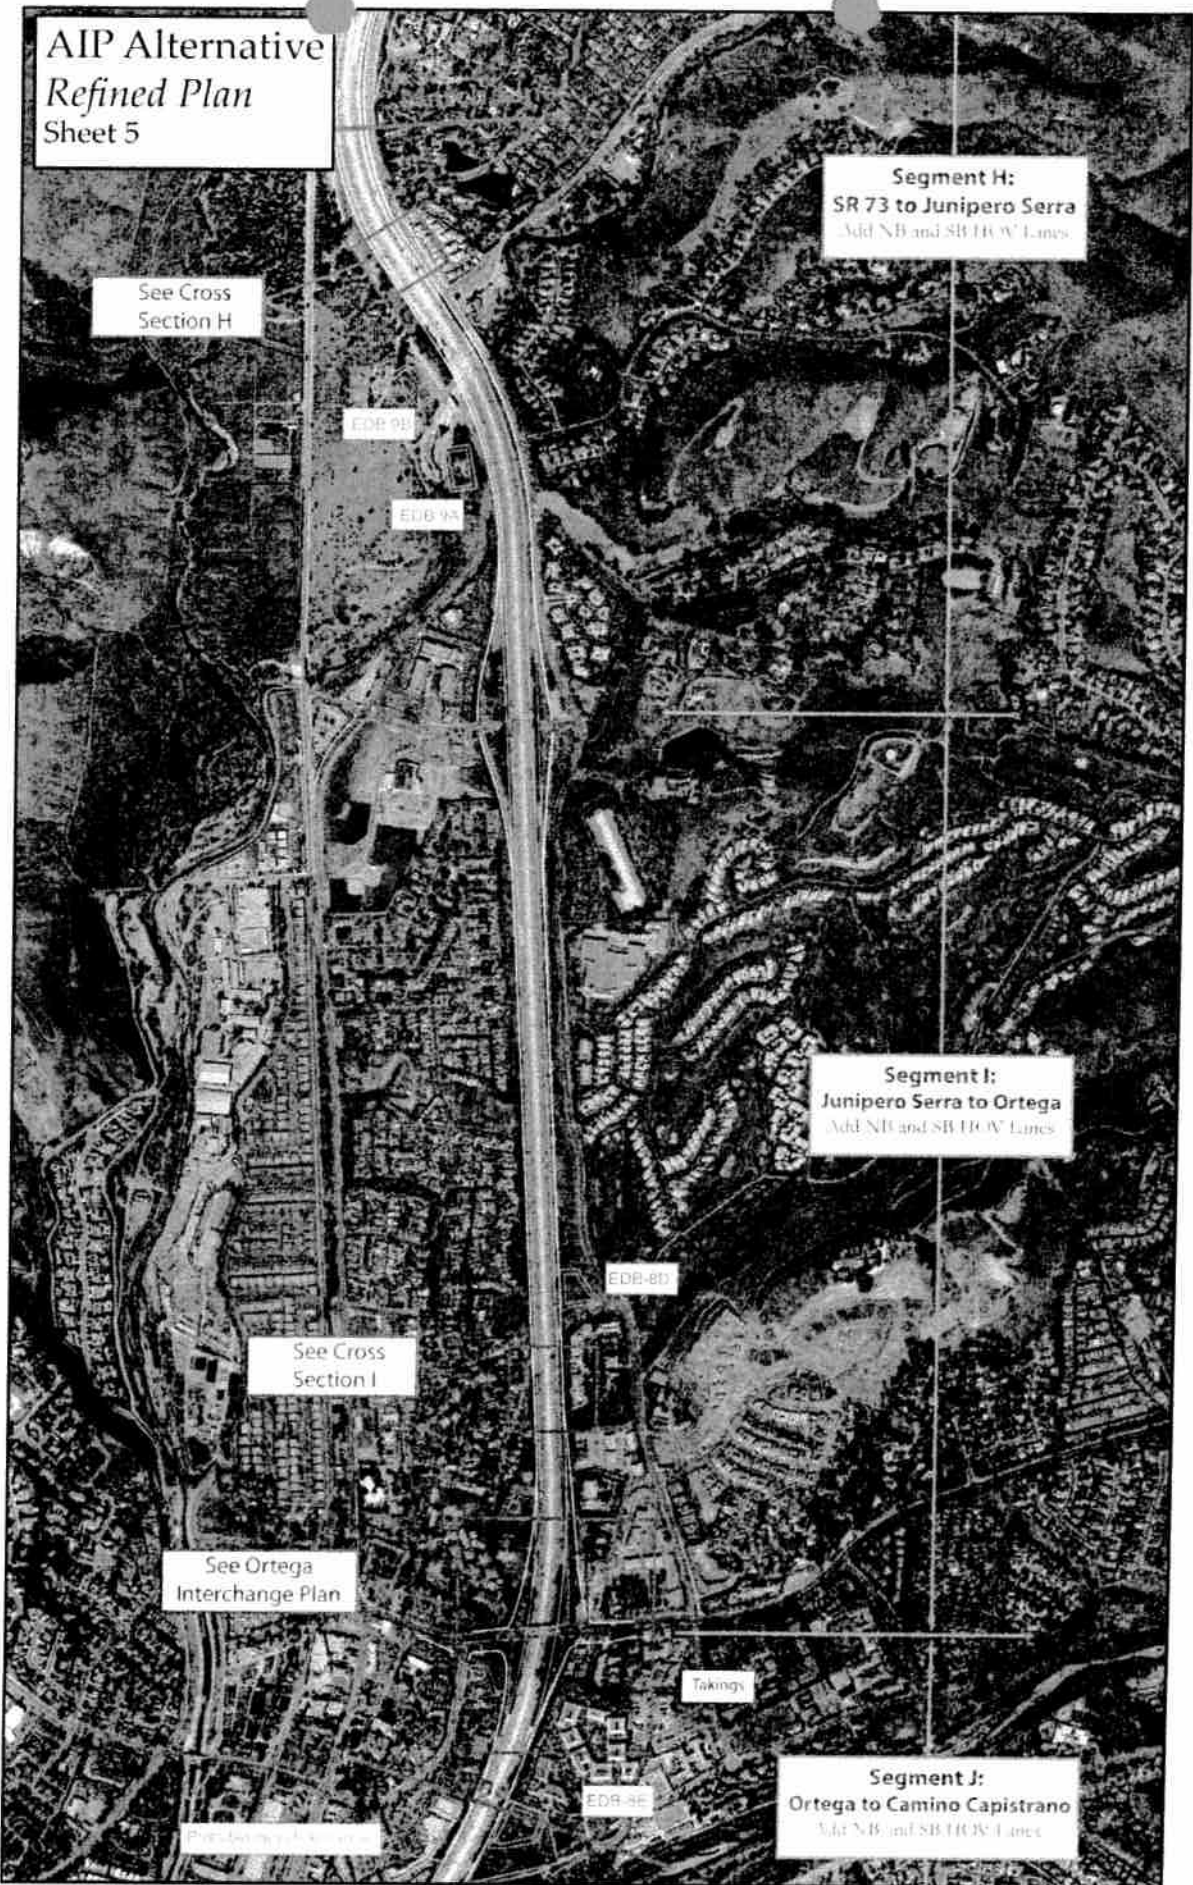 AIP Alternative
Refined Plan
Sheet 5
Segment H:
SR 73 to Junipero Serra
Add NB and SB HOV Lanes
See Cross
Section H
EDB 9B
EDB 9A
Segment I:
Junipero Serra to Ortega
Add NB and SB HOV Lanes
EDB-8D
See Cross
Section I
See Ortega
Interchange Plan
Takings
Segment J:
Ortega to Camino Capistrano
Add NB and SB HOV Lanes
EDB-8E